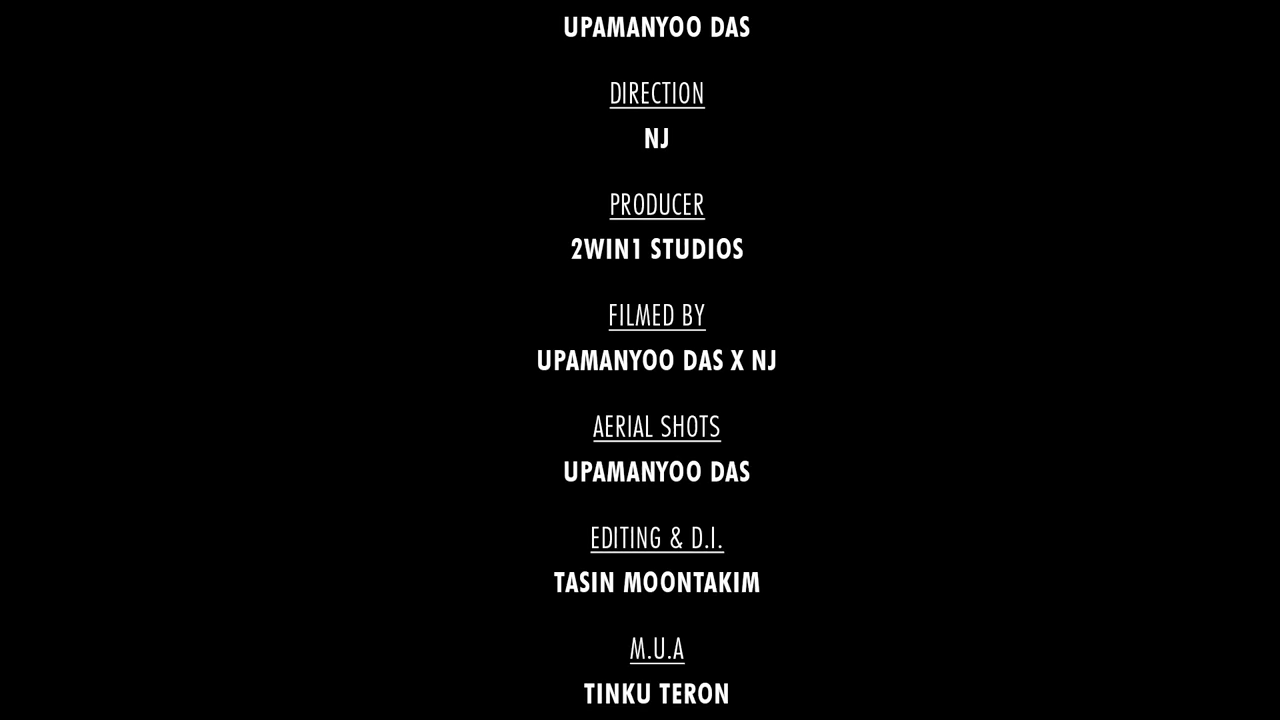 UPAMANYOO DAS
DIRECTION
NJ
PRODUCER
2WIN1 STUDIOS
FILMED BY
UPAMANYOO DAS X NJ
AERIAL SHOTS
UPAMANYOO DAS
EDITING & D.I.
TASIN MOONTAKIM
M.U.A
TINKU TERON